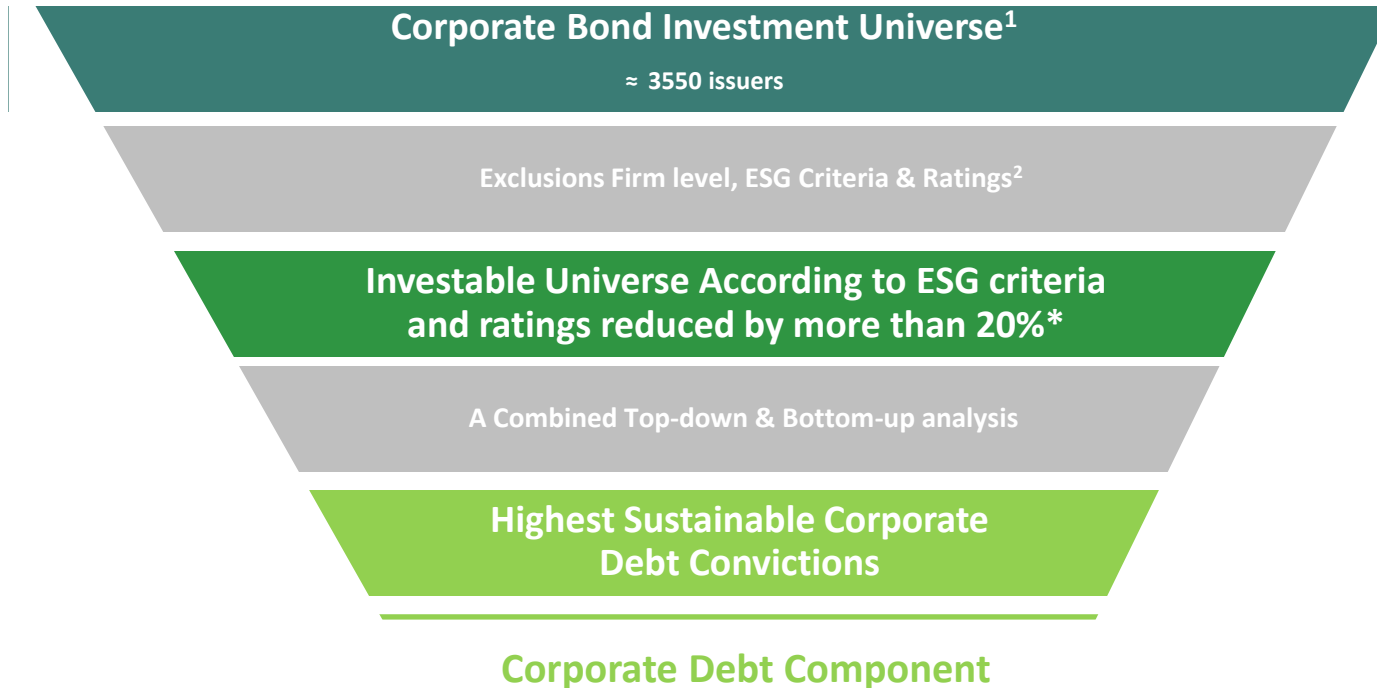 Corporate Bond Investment Universe¹
≈ 3550 issuers
Exclusions Firm level, ESG Criteria & Ratings²
Investable Universe According to ESG criteria
and ratings reduced by more than 20%*
A Combined Top-down & Bottom-up analysis
Highest Sustainable Corporate
Debt Convictions
Corporate Debt Component